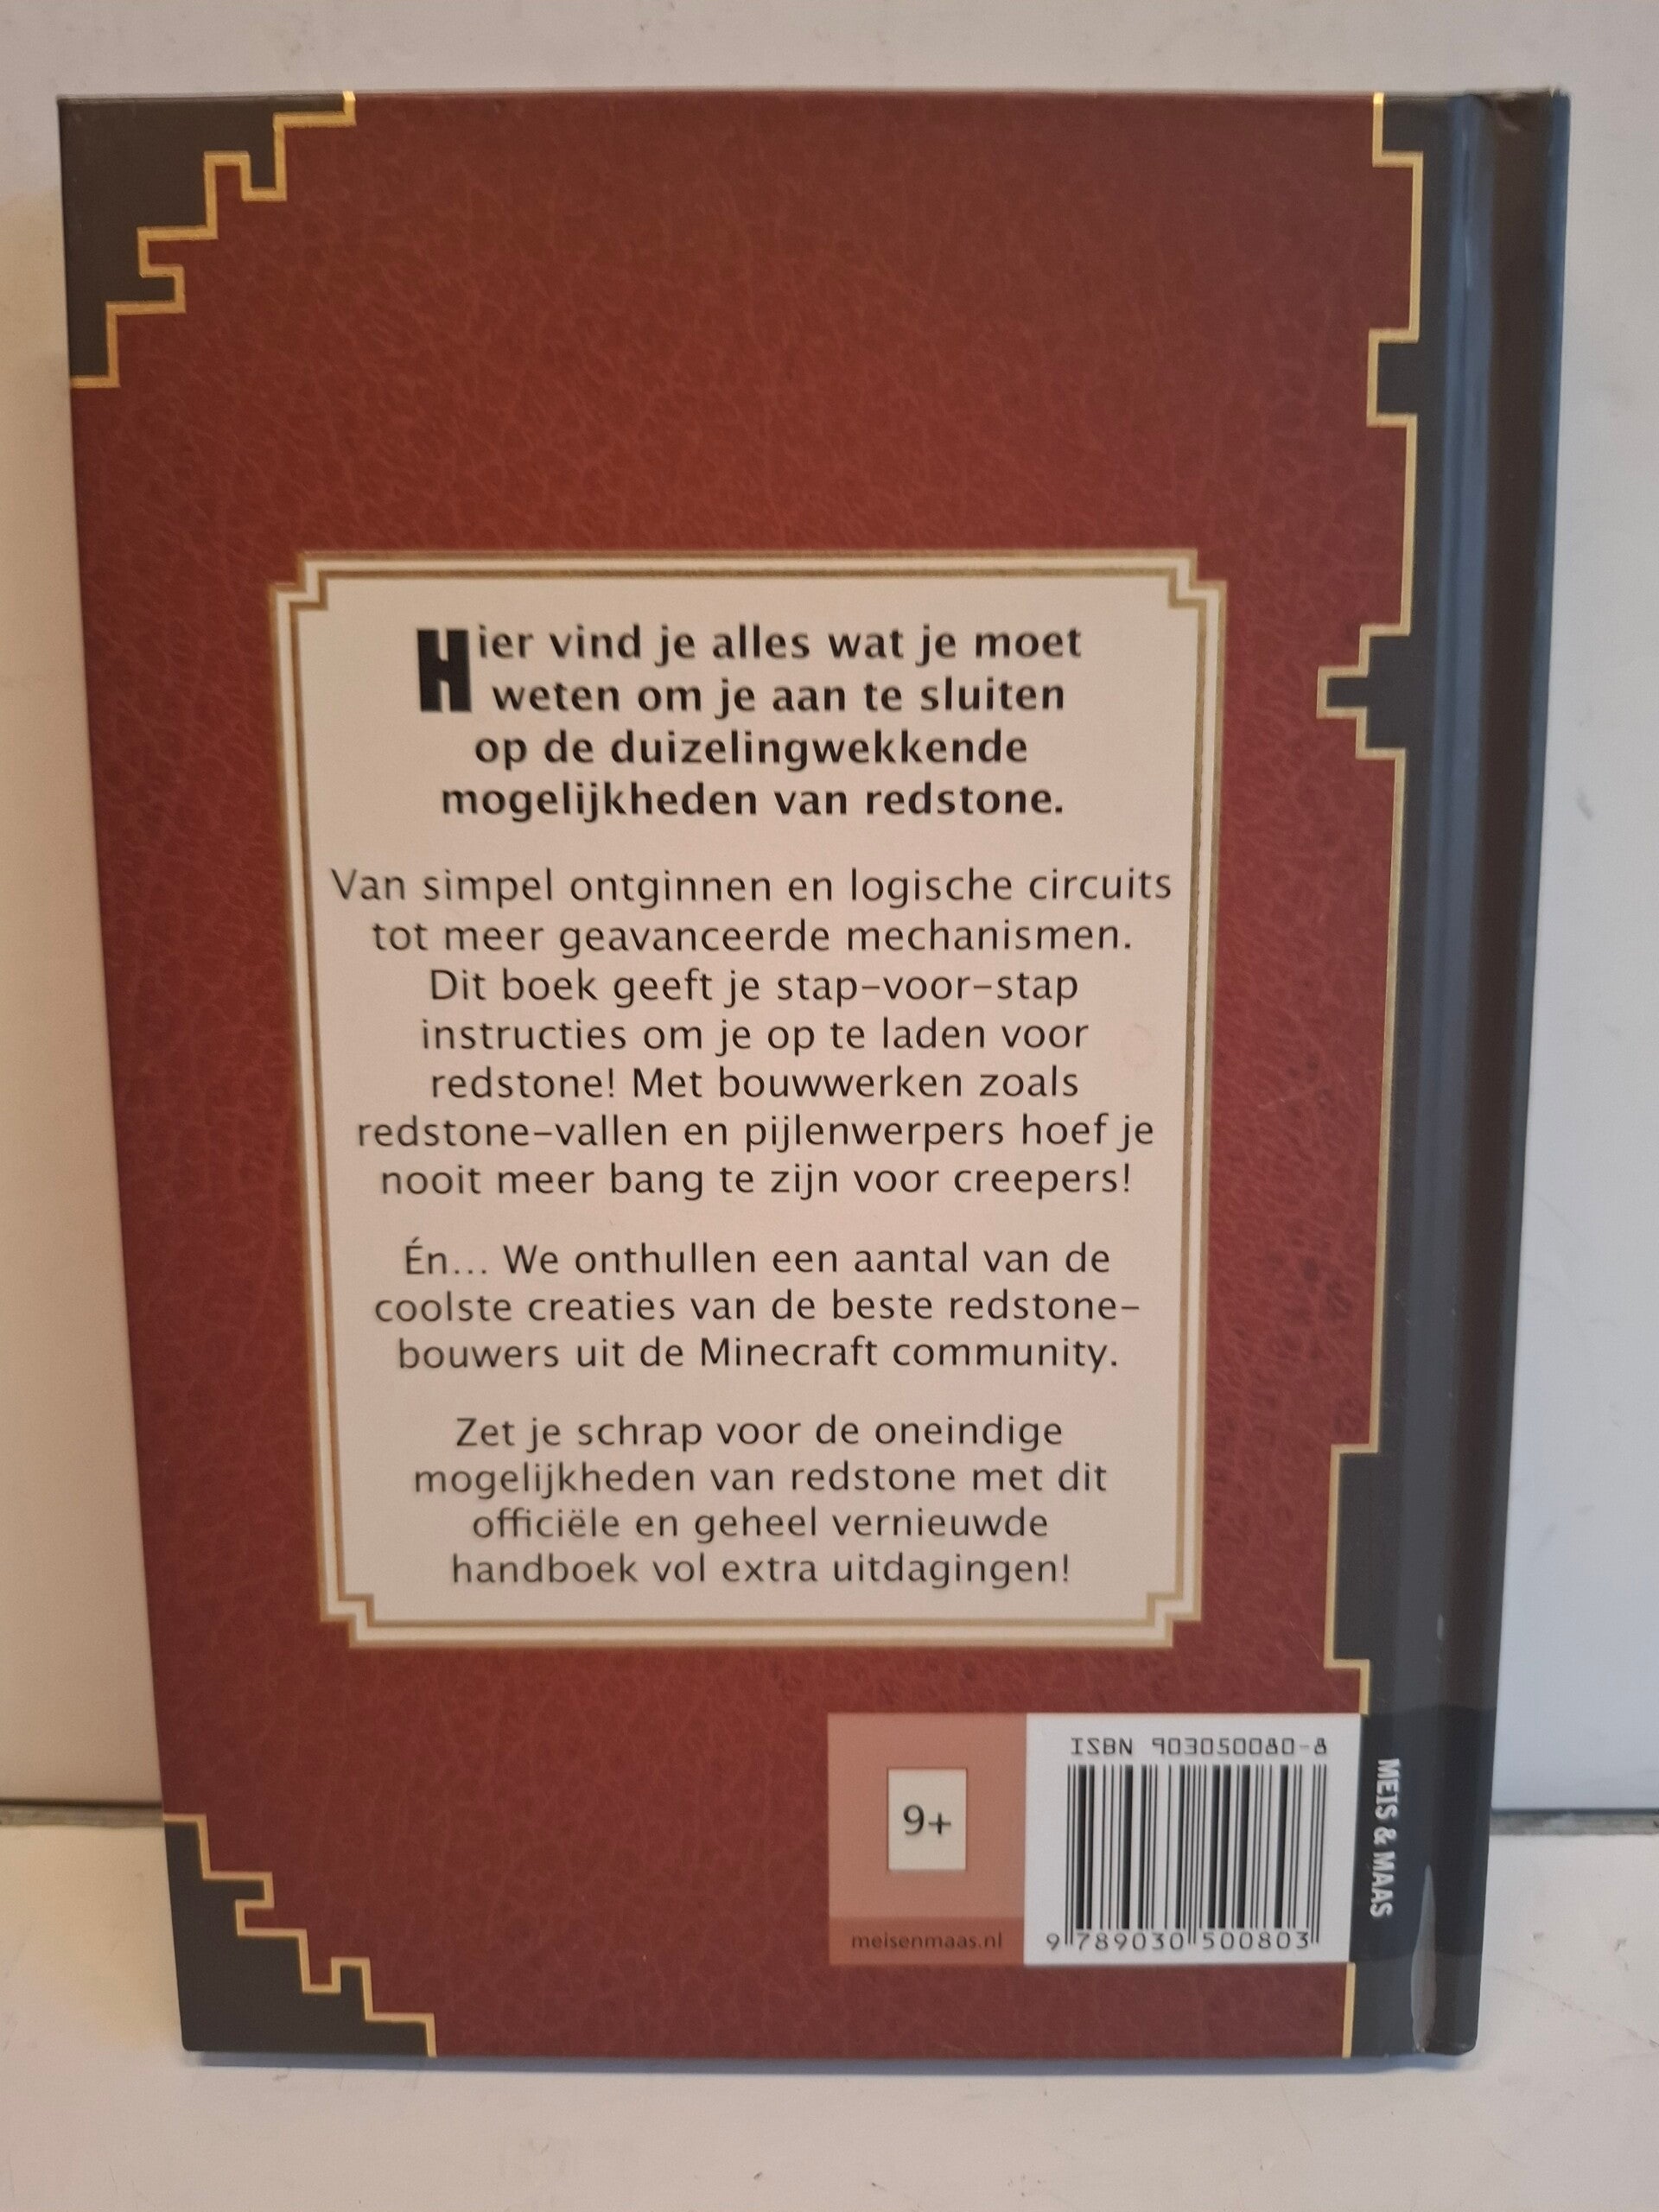 Hier vind je alles wat je moet
weten om je aan te sluiten
op de duizelingwekkende
mogelijkheden van redstone.
Van simpel ontginnen en logische circuits
tot meer geavanceerde mechanismen.
Dit boek geeft je stap-voor-stap
instructies om je op te laden voor
redstone! Met bouwwerken zoals
redstone-vallen en pijlenwerpers hoef je
nooit meer bang te zijn voor creepers!
Én... We onthullen een aantal van de
coolste creaties van de beste redstone-
bouwers uit de Minecraft community.
Zet je schrap voor de oneindige
mogelijkheden van redstone met dit
officiële en geheel vernieuwde
handboek vol extra uitdagingen!
9+
meisenmaas.nl
ISBN 903050080-8
9 789030 500803
MEIS & MAAS